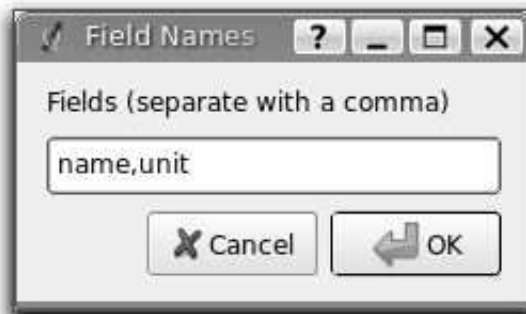 Field Names
Fields (separate with a comma)
name,unit
Cancel
OK